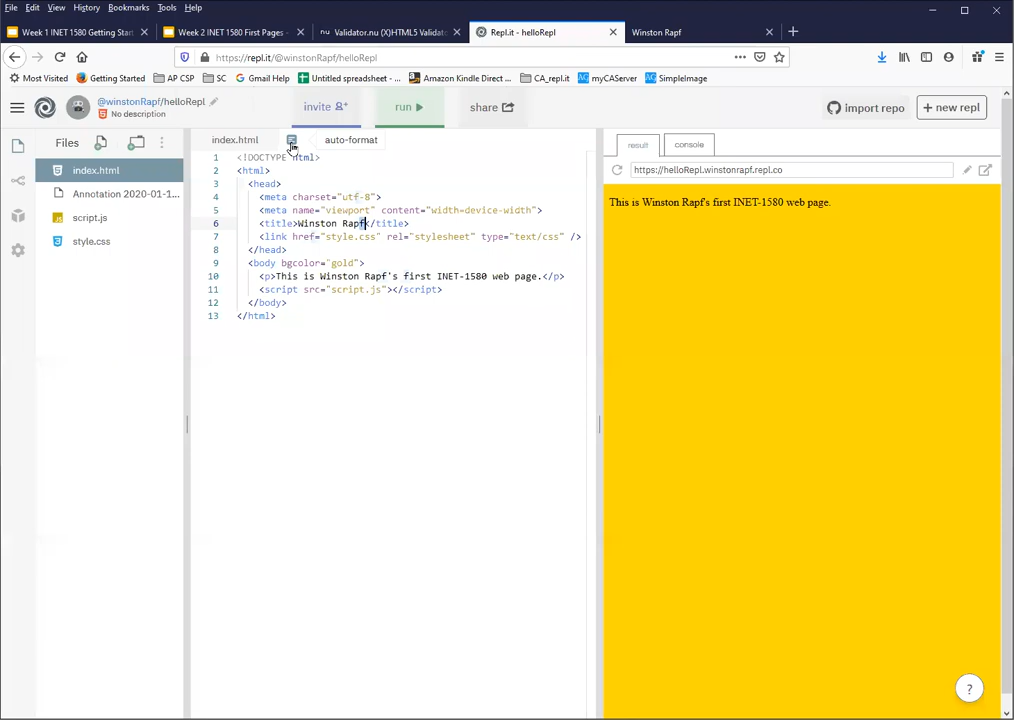 File Edit View History Bookmarks Tools Help
Week 1 INET 1580 Getting Start
Week 2 INET 1580 First Pages -
Validator.nu (X)HTML5 Validato
Repl.it - helloRepl
Winston Rapf
https://repl.it/@winstonRapf/helloRepl
Most Visited
Getting Started
AP CSP
SC
Gmail Help
Untitled spreadsheet -...
Amazon Kindle Direct ...
CA_repl.it
myCAServer
SimpleImage
@winstonRapf/helloRepl
No description
invite
run
share
import repo
+ new repl
Files
index.html
Annotation 2020-01-1...
script.js
style.css
index.html
auto-format
1 <!DOCTYPE html>
2 <html>
3 <head>
4 <meta charset="utf-8">
5 <meta name="viewport" content="width=device-width">
6 <title>Winston Rapf</title>
7 <link href="style.css" rel="stylesheet" type="text/css" />
8 </head>
9 <body bgcolor="gold">
10 <p>This is Winston Rapf's first INET-1580 web page.</p>
11 <script src="script.js"></script>
12 </body>
13 </html>
result
console
https://helloRepl.winstonrapf.repl.co
This is Winston Rapf's first INET-1580 web page.
?